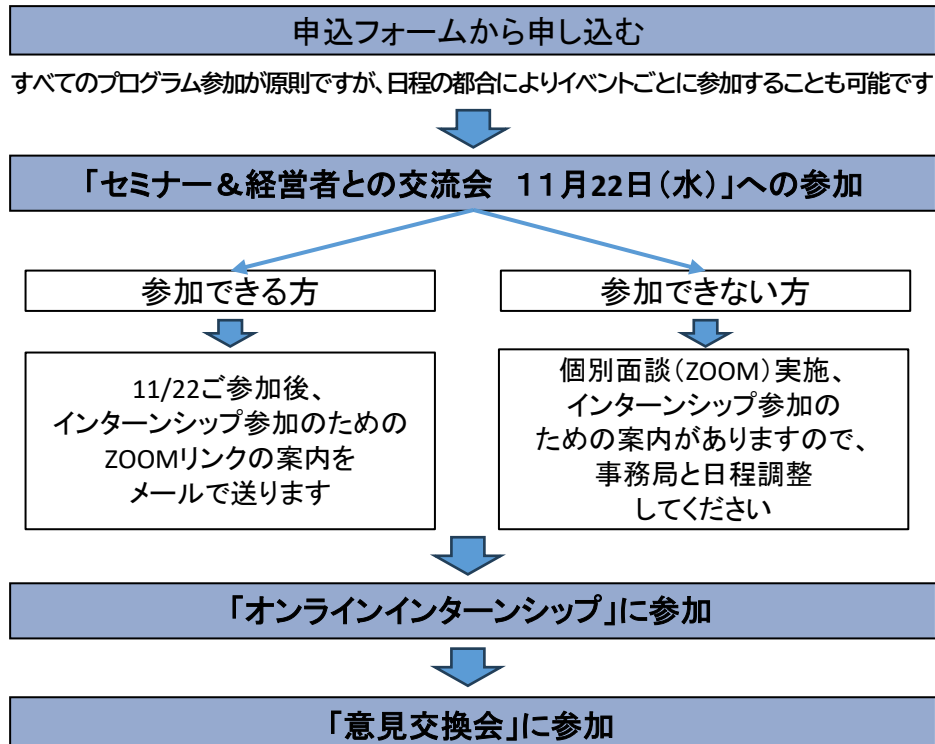 申込フォームから申し込む
すべてのプログラム参加が原則ですが、日程の都合によりイベントごとに参加することも可能です
「セミナー＆経営者との交流会　１１月22日（水）」への参加
参加できる方
参加できない方
11/22ご参加後、
インターンシップ参加のための
ZOOMリンクの案内を
メールで送ります
個別面談（ZOOM）実施、
インターンシップ参加の
ための案内がありますので、
事務局と日程調整
してください
「オンラインインターンシップ」に参加
「意見交換会」に参加